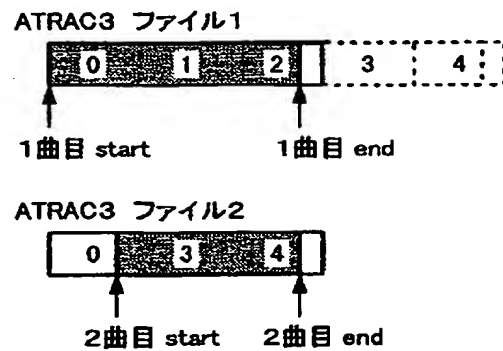 ATRAC3 ファイル1
0 1 2 3 4
1曲目 start 1曲目 end
ATRAC3 ファイル2
0 3 4
2曲目 start 2曲目 end